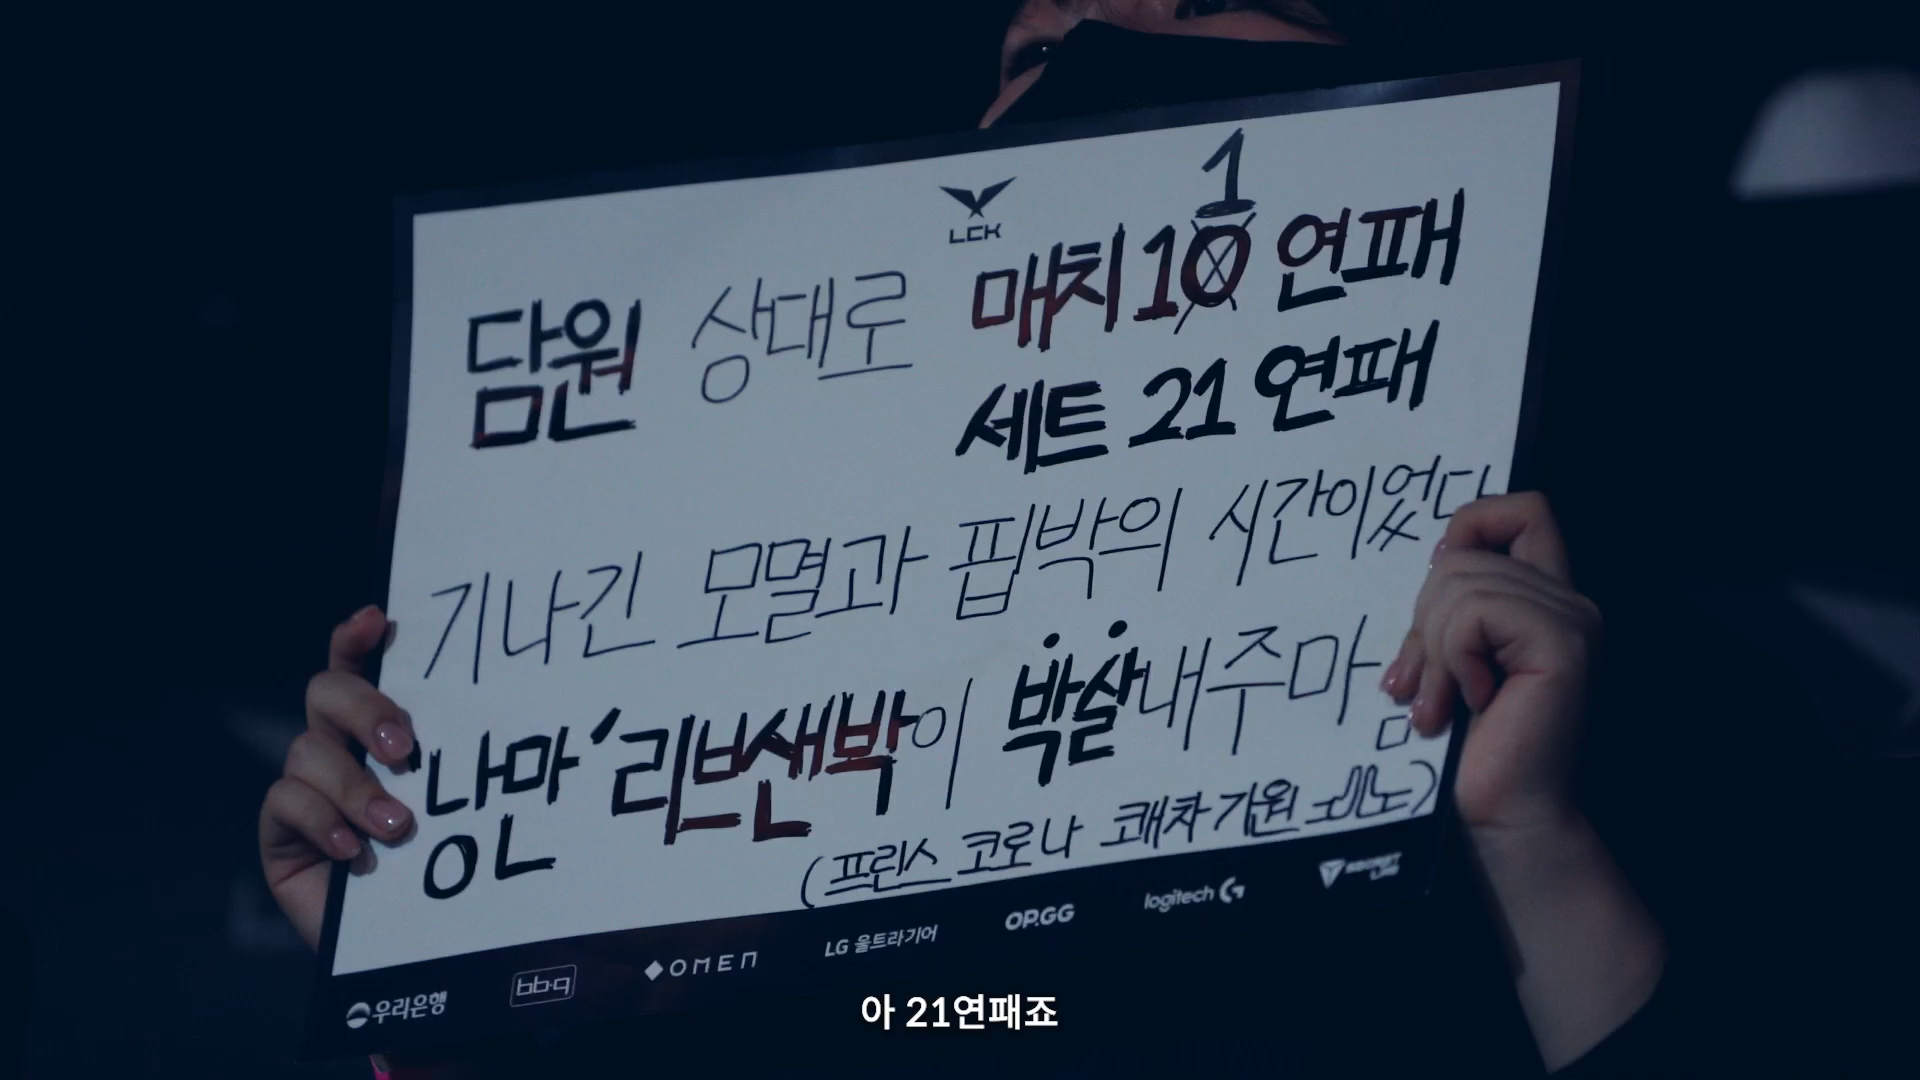 LCK
1
담원 상대로 매치 10 연패
세트 21 연패
기나긴 모멸과 핍박의 시간이었다
낭만 '리브샌박이 박살내주마
(프린스 코로나 쾌차 기원
우리은행 bb.q OMEN LG 울트라기어 OP.GG logitech G
아 21연패죠